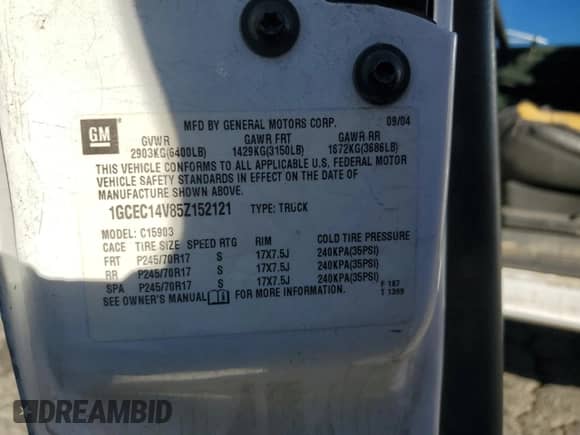 GM
MFD BY GENERAL MOTORS CORP. 09/04
GVWR GAWR FRT GAWR RR
2903KG(6400LB) 1429KG(3150LB) 1672KG(3686LB)
THIS VEHICLE CONFORMS TO ALL APPLICABLE U.S. FEDERAL MOTOR
VEHICLE SAFETY STANDARDS IN EFFECT ON THE DATE OF
MANUFACTURE SHOWN ABOVE.
1GCEC14V85Z152121 TYPE: TRUCK
MODEL: C15903
CACE TIRE SIZE SPEED RTG RIM COLD TIRE PRESSURE
FRT P245/70R17 S 17X7.5J 240KPA(35PSI)
RR P245/70R17 S 17X7.5J 240KPA(35PSI)
SPA P245/70R17 S 17X7.5J 240KPA(35PSI)
SEE OWNER'S MANUAL FOR MORE INFORMATION.
F 187
T 1399
DREAMBID